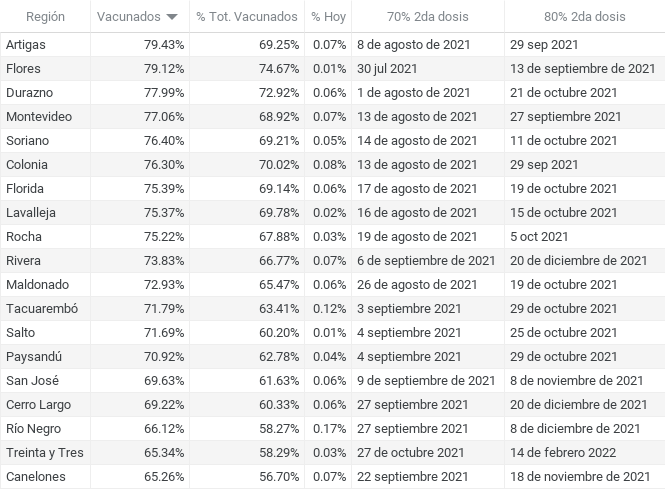 Región Vacunados % Tot. Vacunados % Hoy 70% 2da dosis 80% 2da dosis
Artigas 79.43% 69.25% 0.07% 8 de agosto de 2021 29 sep 2021
Flores 79.12% 74.67% 0.01% 30 jul 2021 13 de septiembre de 2021
Durazno 77.99% 72.92% 0.06% 1 de agosto de 2021 21 de octubre 2021
Montevideo 77.06% 68.92% 0.07% 13 de agosto de 2021 27 septiembre 2021
Soriano 76.40% 69.21% 0.05% 14 de agosto de 2021 11 de octubre 2021
Colonia 76.30% 70.02% 0.08% 13 de agosto de 2021 29 sep 2021
Florida 75.39% 69.14% 0.06% 17 de agosto de 2021 19 de octubre 2021
Lavalleja 75.37% 69.78% 0.02% 16 de agosto de 2021 15 de octubre 2021
Rocha 75.22% 67.88% 0.03% 19 de agosto de 2021 5 oct 2021
Rivera 73.83% 66.77% 0.07% 6 de septiembre de 2021 20 de diciembre de 2021
Maldonado 72.93% 65.47% 0.06% 26 de agosto de 2021 19 de octubre 2021
Tacuarembó 71.79% 63.41% 0.12% 3 septiembre 2021 29 de octubre 2021
Salto 71.69% 60.20% 0.01% 4 septiembre 2021 25 de octubre 2021
Paysandú 70.92% 62.78% 0.04% 4 septiembre 2021 29 de octubre 2021
San José 69.63% 61.63% 0.06% 9 de septiembre de 2021 8 de noviembre de 2021
Cerro Largo 69.22% 60.33% 0.06% 27 septiembre 2021 20 de diciembre de 2021
Río Negro 66.12% 58.27% 0.17% 27 septiembre 2021 8 de diciembre de 2021
Treinta y Tres 65.34% 58.29% 0.03% 27 de octubre de 2021 14 de febrero 2022
Canelones 65.26% 56.70% 0.07% 22 septiembre 2021 18 de noviembre de 2021